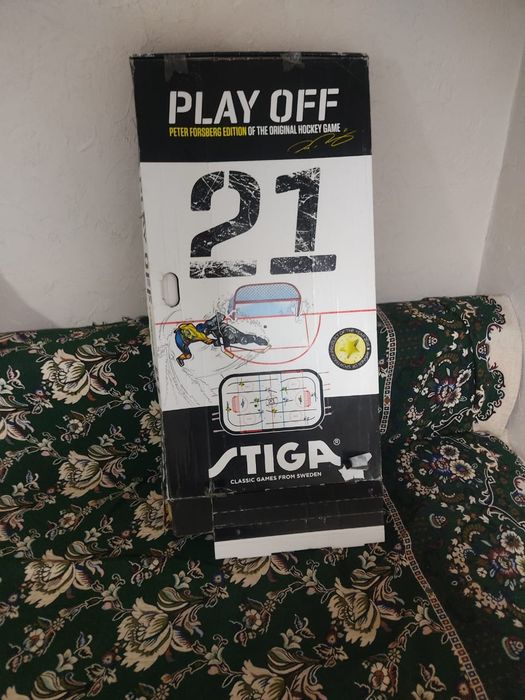 PLAY OFF
PETER FORSBERG EDITION OF THE ORIGINAL HOCKEY GAME
21
STIGA®
CLASSIC GAMES FROM SWEDEN